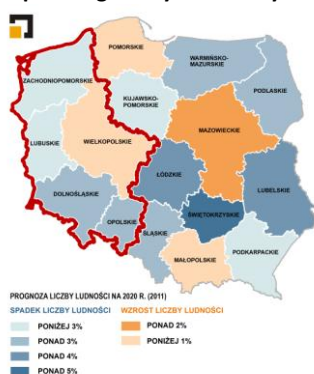 POMORSKIE
WARMIŃSKO-
MAZURSKIE
ZACHODNIOPOMORSKIE
PODLASKIE
KUJAWSKO-
POMORSKIE
MAZOWIECKIE
LUBUSKIE
WIELKOPOLSKIE
ŁÓDZKIE
LUBELSKIE
DOLNOŚLĄSKIE
ŚWIĘTOKRZYSKIE
OPOLSKIE
ŚLĄSKIE
PODKARPACKIE
MAŁOPOLSKIE
PROGNOZA LICZBY LUDNOŚCI NA 2020 R. (2011)
SPADEK LICZBY LUDNOŚCI WZROST LICZBY LUDNOŚCI
PONIŻEJ 3% PONAD 2%
PONAD 3% PONIŻEJ 1%
PONAD 4%
PONAD 5%